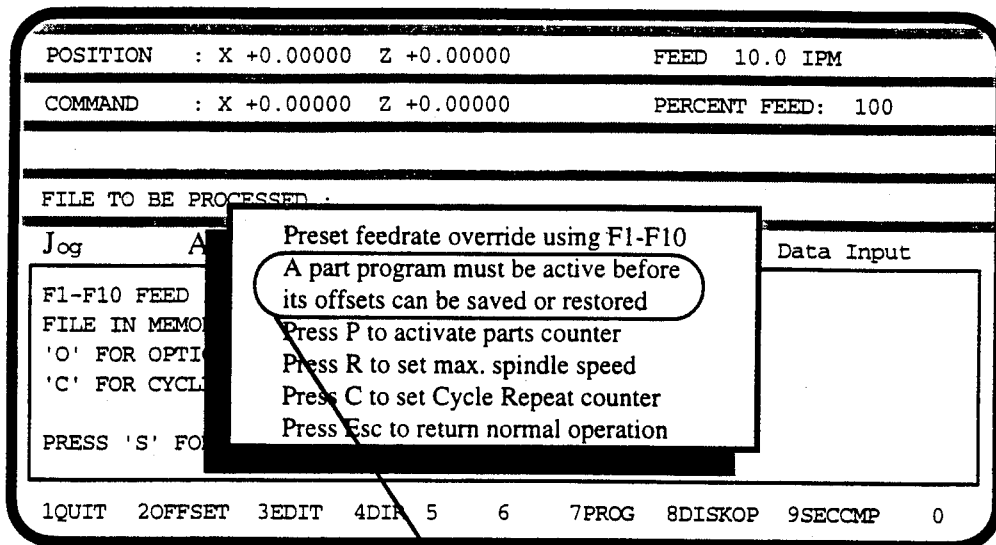 POSITION : X +0.00000 Z +0.00000 FEED 10.0 IPM
COMMAND : X +0.00000 Z +0.00000 PERCENT FEED: 100
FILE TO BE PROCESSED :
Jog A Data Input
Preset feedrate override using F1-F10
A part program must be active before
its offsets can be saved or restored
Press P to activate parts counter
Press R to set max. spindle speed
Press C to set Cycle Repeat counter
Press Esc to return normal operation
F1-F10 FEED
FILE IN MEMO
'O' FOR OPTIO
'C' FOR CYCL
PRESS 'S' FO
1QUIT 2OFFSET 3EDIT 4DIR 5 6 7PROG 8DISKOP 9SECCMP 0